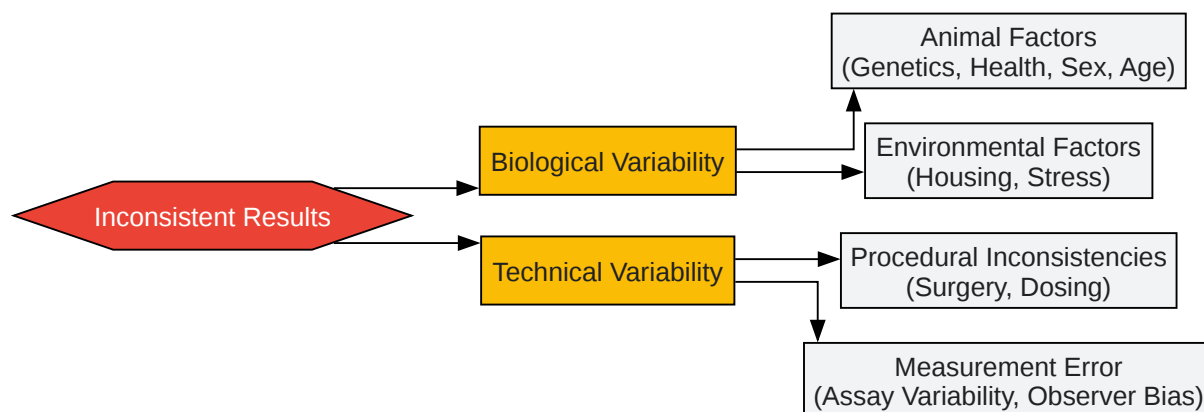 Animal Factors
(Genetics, Health, Sex, Age)
Biological Variability
Environmental Factors
(Housing, Stress)
Inconsistent Results
Technical Variability
Procedural Inconsistencies
(Surgery, Dosing)
Measurement Error
(Assay Variability, Observer Bias)